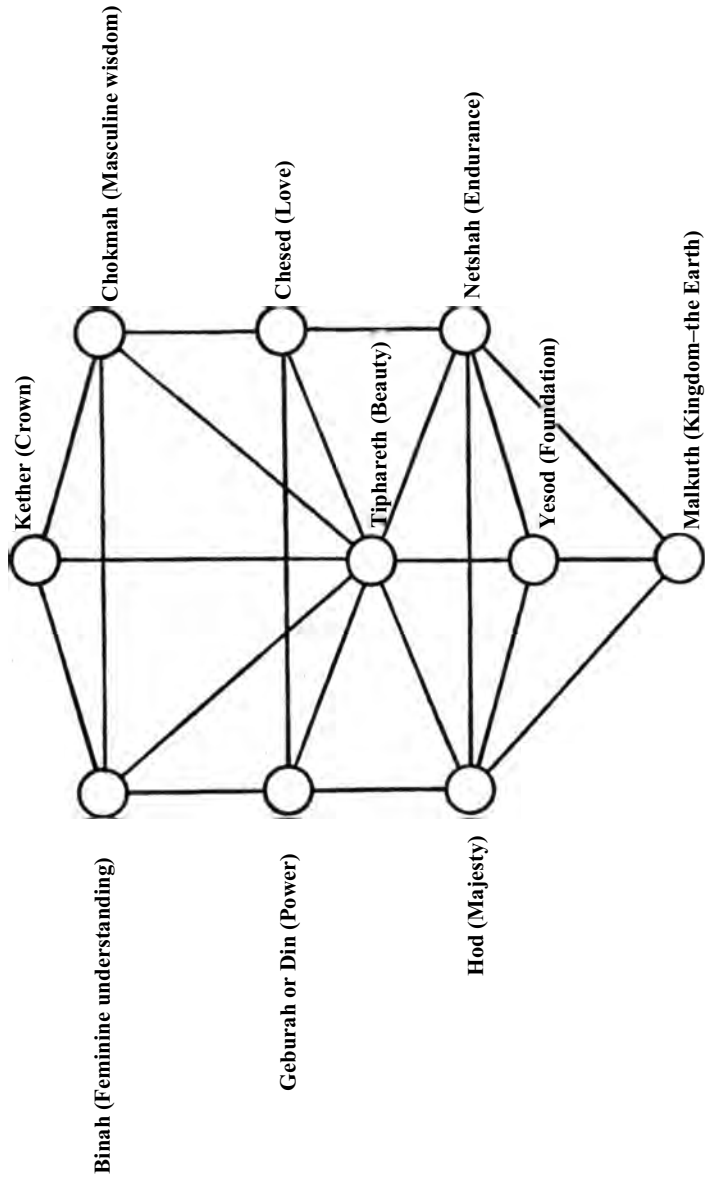 Kether (Crown)
Binah (Feminine understanding)
Chokmah (Masculine wisdom)
Geburah or Din (Power)
Chesed (Love)
Tiphareth (Beauty)
Hod (Majesty)
Netshah (Endurance)
Yesod (Foundation)
Malkuth (Kingdom–the Earth)